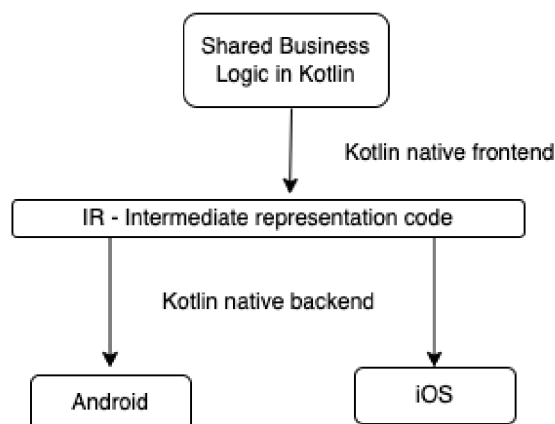 Shared Business
Logic in Kotlin
Kotlin native frontend
IR - Intermediate representation code
Kotlin native backend
Android
iOS